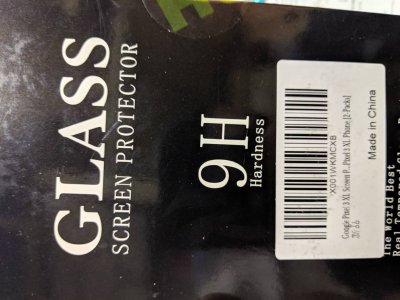 GLASS
SCREEN PROTECTOR
9H
Hardness
X001WKMCXB
Google Pixel 3 XL Screen P...Pixel 3 XL Phone [2-Pack]
Made in China
The World Best